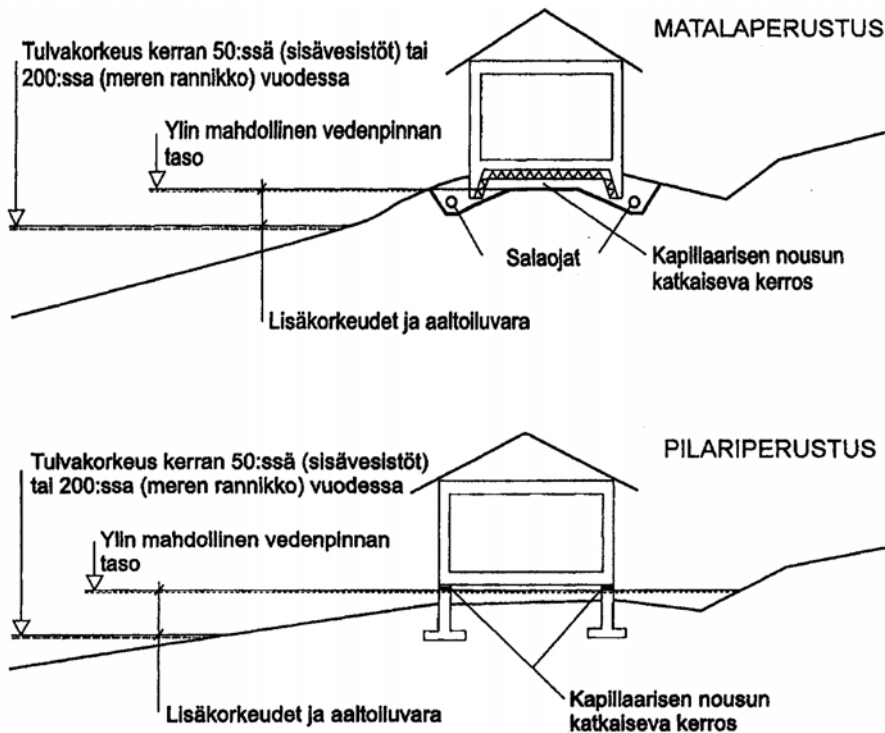 MATALAPERUSTUS
Tulvakorkeus kerran 50:ssä (sisävesistöt) tai
200:ssa (meren rannikko) vuodessa
Ylin mahdollinen vedenpinnan
taso
Salaojat
Kapillaarisen nousun
katkaiseva kerros
Lisäkorkeudet ja aaltoiluvara
PILARIPERUSTUS
Tulvakorkeus kerran 50:ssä (sisävesistöt)
tai 200:ssa (meren rannikko) vuodessa
Ylin mahdollinen vedenpinnan
taso
Lisäkorkeudet ja aaltoiluvara
Kapillaarisen nousun
katkaiseva kerros